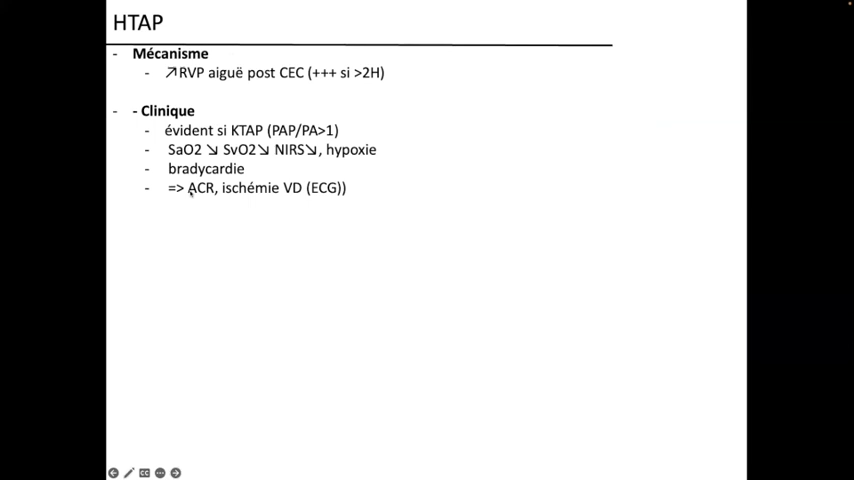 HTAP
- Mécanisme
- ↗RVP aiguë post CEC (+++ si >2H)
- - Clinique
- évident si KTAP (PAP/PA>1)
- SaO2 ↘ SvO2↘ NIRS↘, hypoxie
- bradycardie
- => ACR, ischémie VD (ECG))
CC